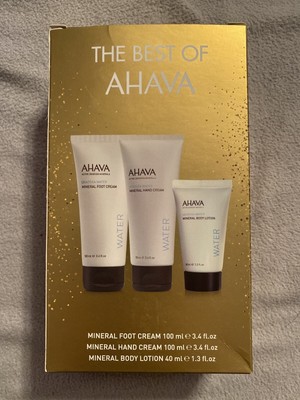 THE BEST OF
AHAVA
AHAVA
MINERAL FOOT CREAM
WATER
AHAVA
MINERAL HAND CREAM
WATER
AHAVA
MINERAL BODY LOTION
WATER
MINERAL FOOT CREAM 100 ml ℮ 3.4 fl.oz
MINERAL HAND CREAM 100 ml ℮ 3.4 fl.oz
MINERAL BODY LOTION 40 ml ℮ 1.3 fl.oz